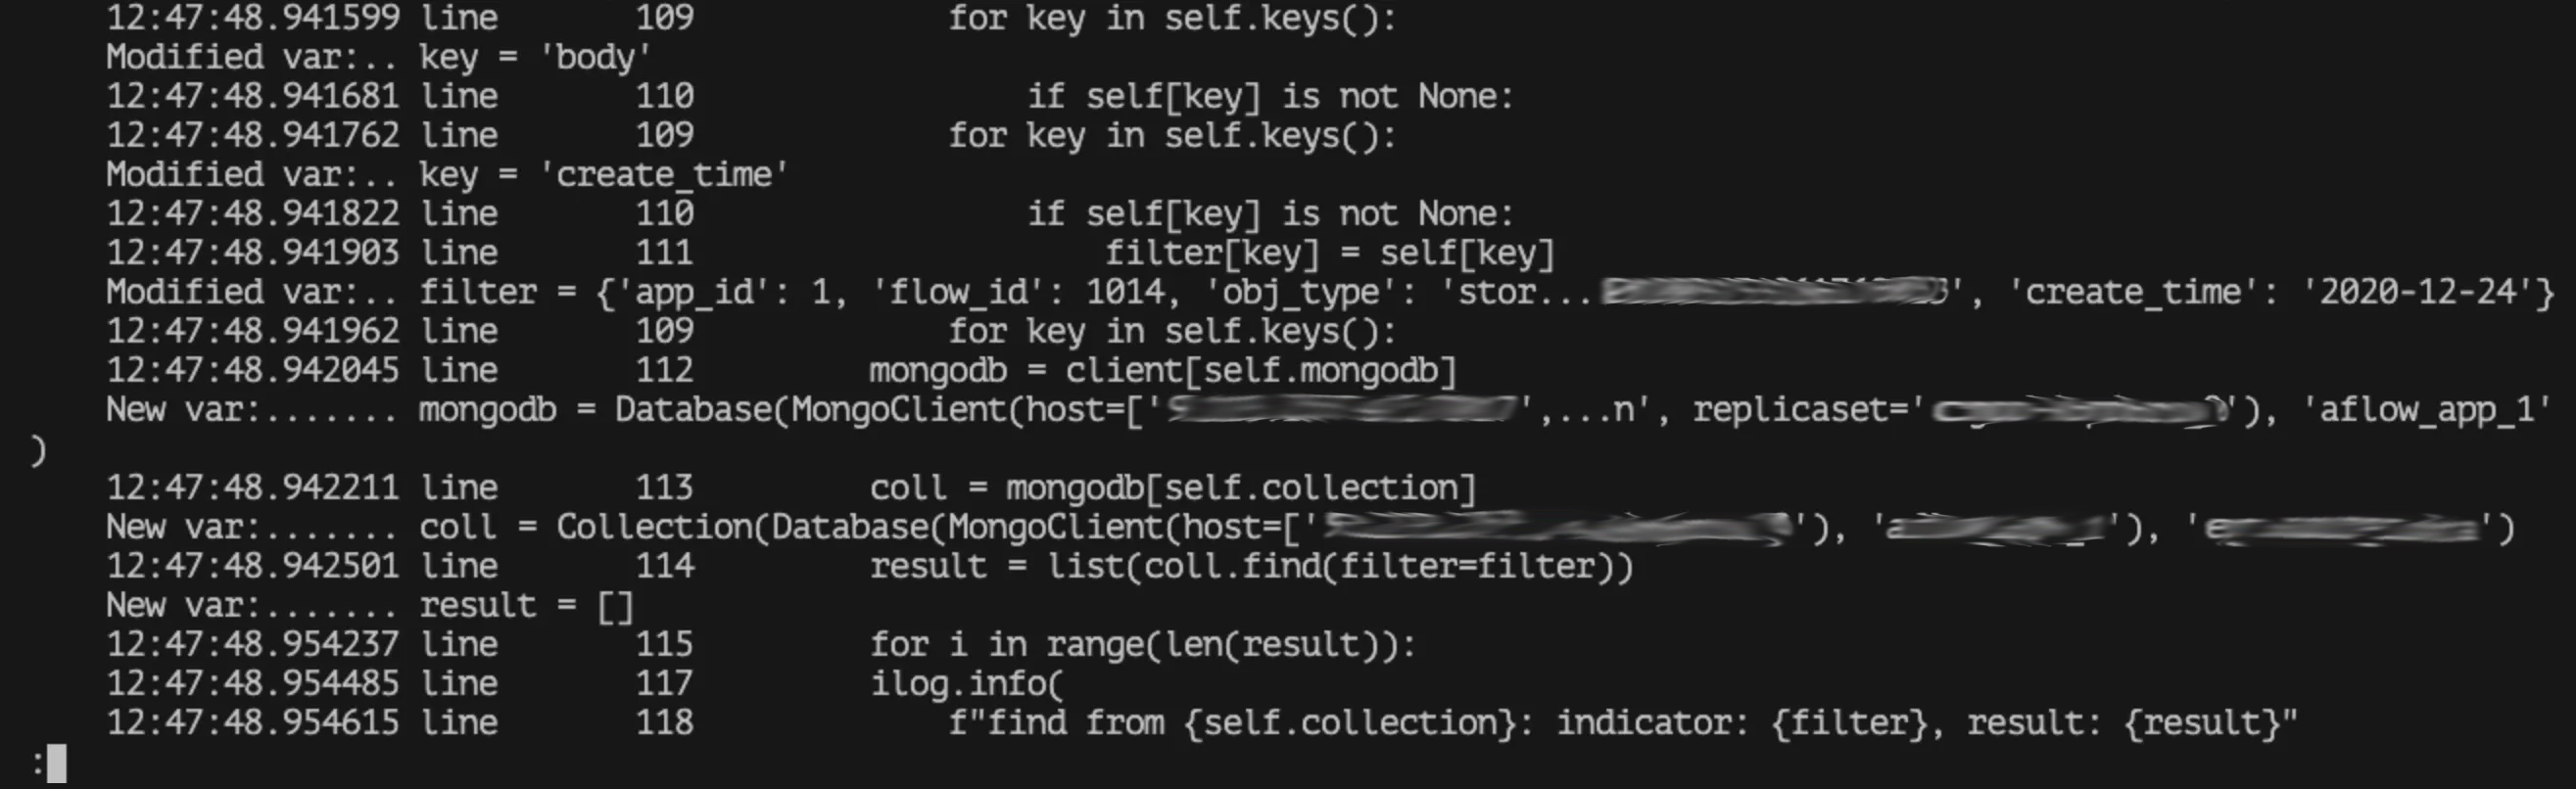 12:47:48.941599 line       109             for key in self.keys():
Modified var:.. key = 'body'
12:47:48.941681 line       110                 if self[key] is not None:
12:47:48.941762 line       109             for key in self.keys():
Modified var:.. key = 'create_time'
12:47:48.941822 line       110                 if self[key] is not None:
12:47:48.941903 line       111                     filter[key] = self[key]
Modified var:.. filter = {'app_id': 1, 'flow_id': 1014, 'obj_type': 'stor... ', 'create_time': '2020-12-24'}
12:47:48.941962 line       109             for key in self.keys():
12:47:48.942045 line       112         mongodb = client[self.mongodb]
New var:....... mongodb = Database(MongoClient(host=[' ',...n', replicaset=' '), 'aflow_app_1'
)
12:47:48.942211 line       113         coll = mongodb[self.collection]
New var:....... coll = Collection(Database(MongoClient(host=[' '), ' '), ' ')
12:47:48.942501 line       114         result = list(coll.find(filter=filter))
New var:....... result = []
12:47:48.954237 line       115         for i in range(len(result)):
12:47:48.954485 line       117         ilog.info(
12:47:48.954615 line       118             f"find from {self.collection}: indicator: {filter}, result: {result}"
: